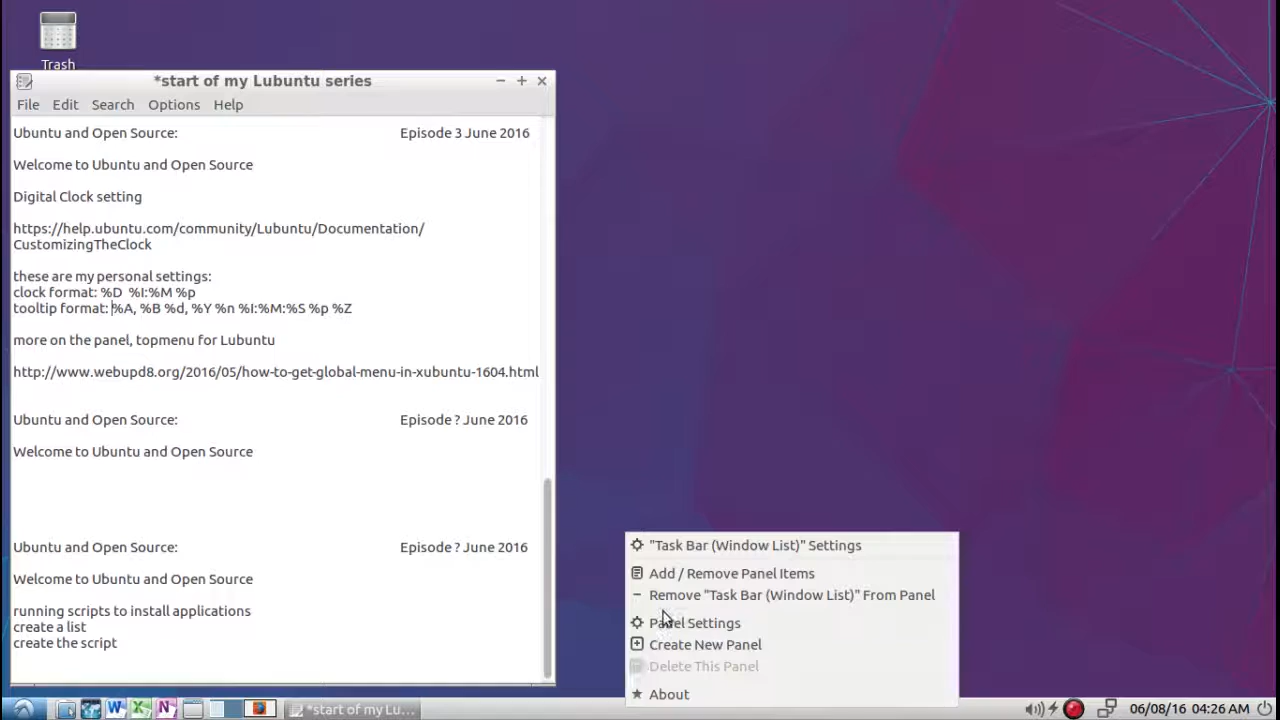 Trash
*start of my Lubuntu series
File Edit Search Options Help
Ubuntu and Open Source: Episode 3 June 2016
Welcome to Ubuntu and Open Source
Digital Clock setting
https://help.ubuntu.com/community/Lubuntu/Documentation/
CustomizingTheClock
these are my personal settings:
clock format: %D  %I:%M %p
tooltip format: %A, %B %d, %Y %n %I:%M:%S %p %Z
more on the panel, topmenu for Lubuntu
http://www.webupd8.org/2016/05/how-to-get-global-menu-in-xubuntu-1604.html
Ubuntu and Open Source: Episode ? June 2016
Welcome to Ubuntu and Open Source
Ubuntu and Open Source: Episode ? June 2016
Welcome to Ubuntu and Open Source
running scripts to install applications
create a list
create the script
"Task Bar (Window List)" Settings
Add / Remove Panel Items
Remove "Task Bar (Window List)" From Panel
Panel Settings
Create New Panel
Delete This Panel
About
*start of my Lu...
06/08/16 04:26 AM